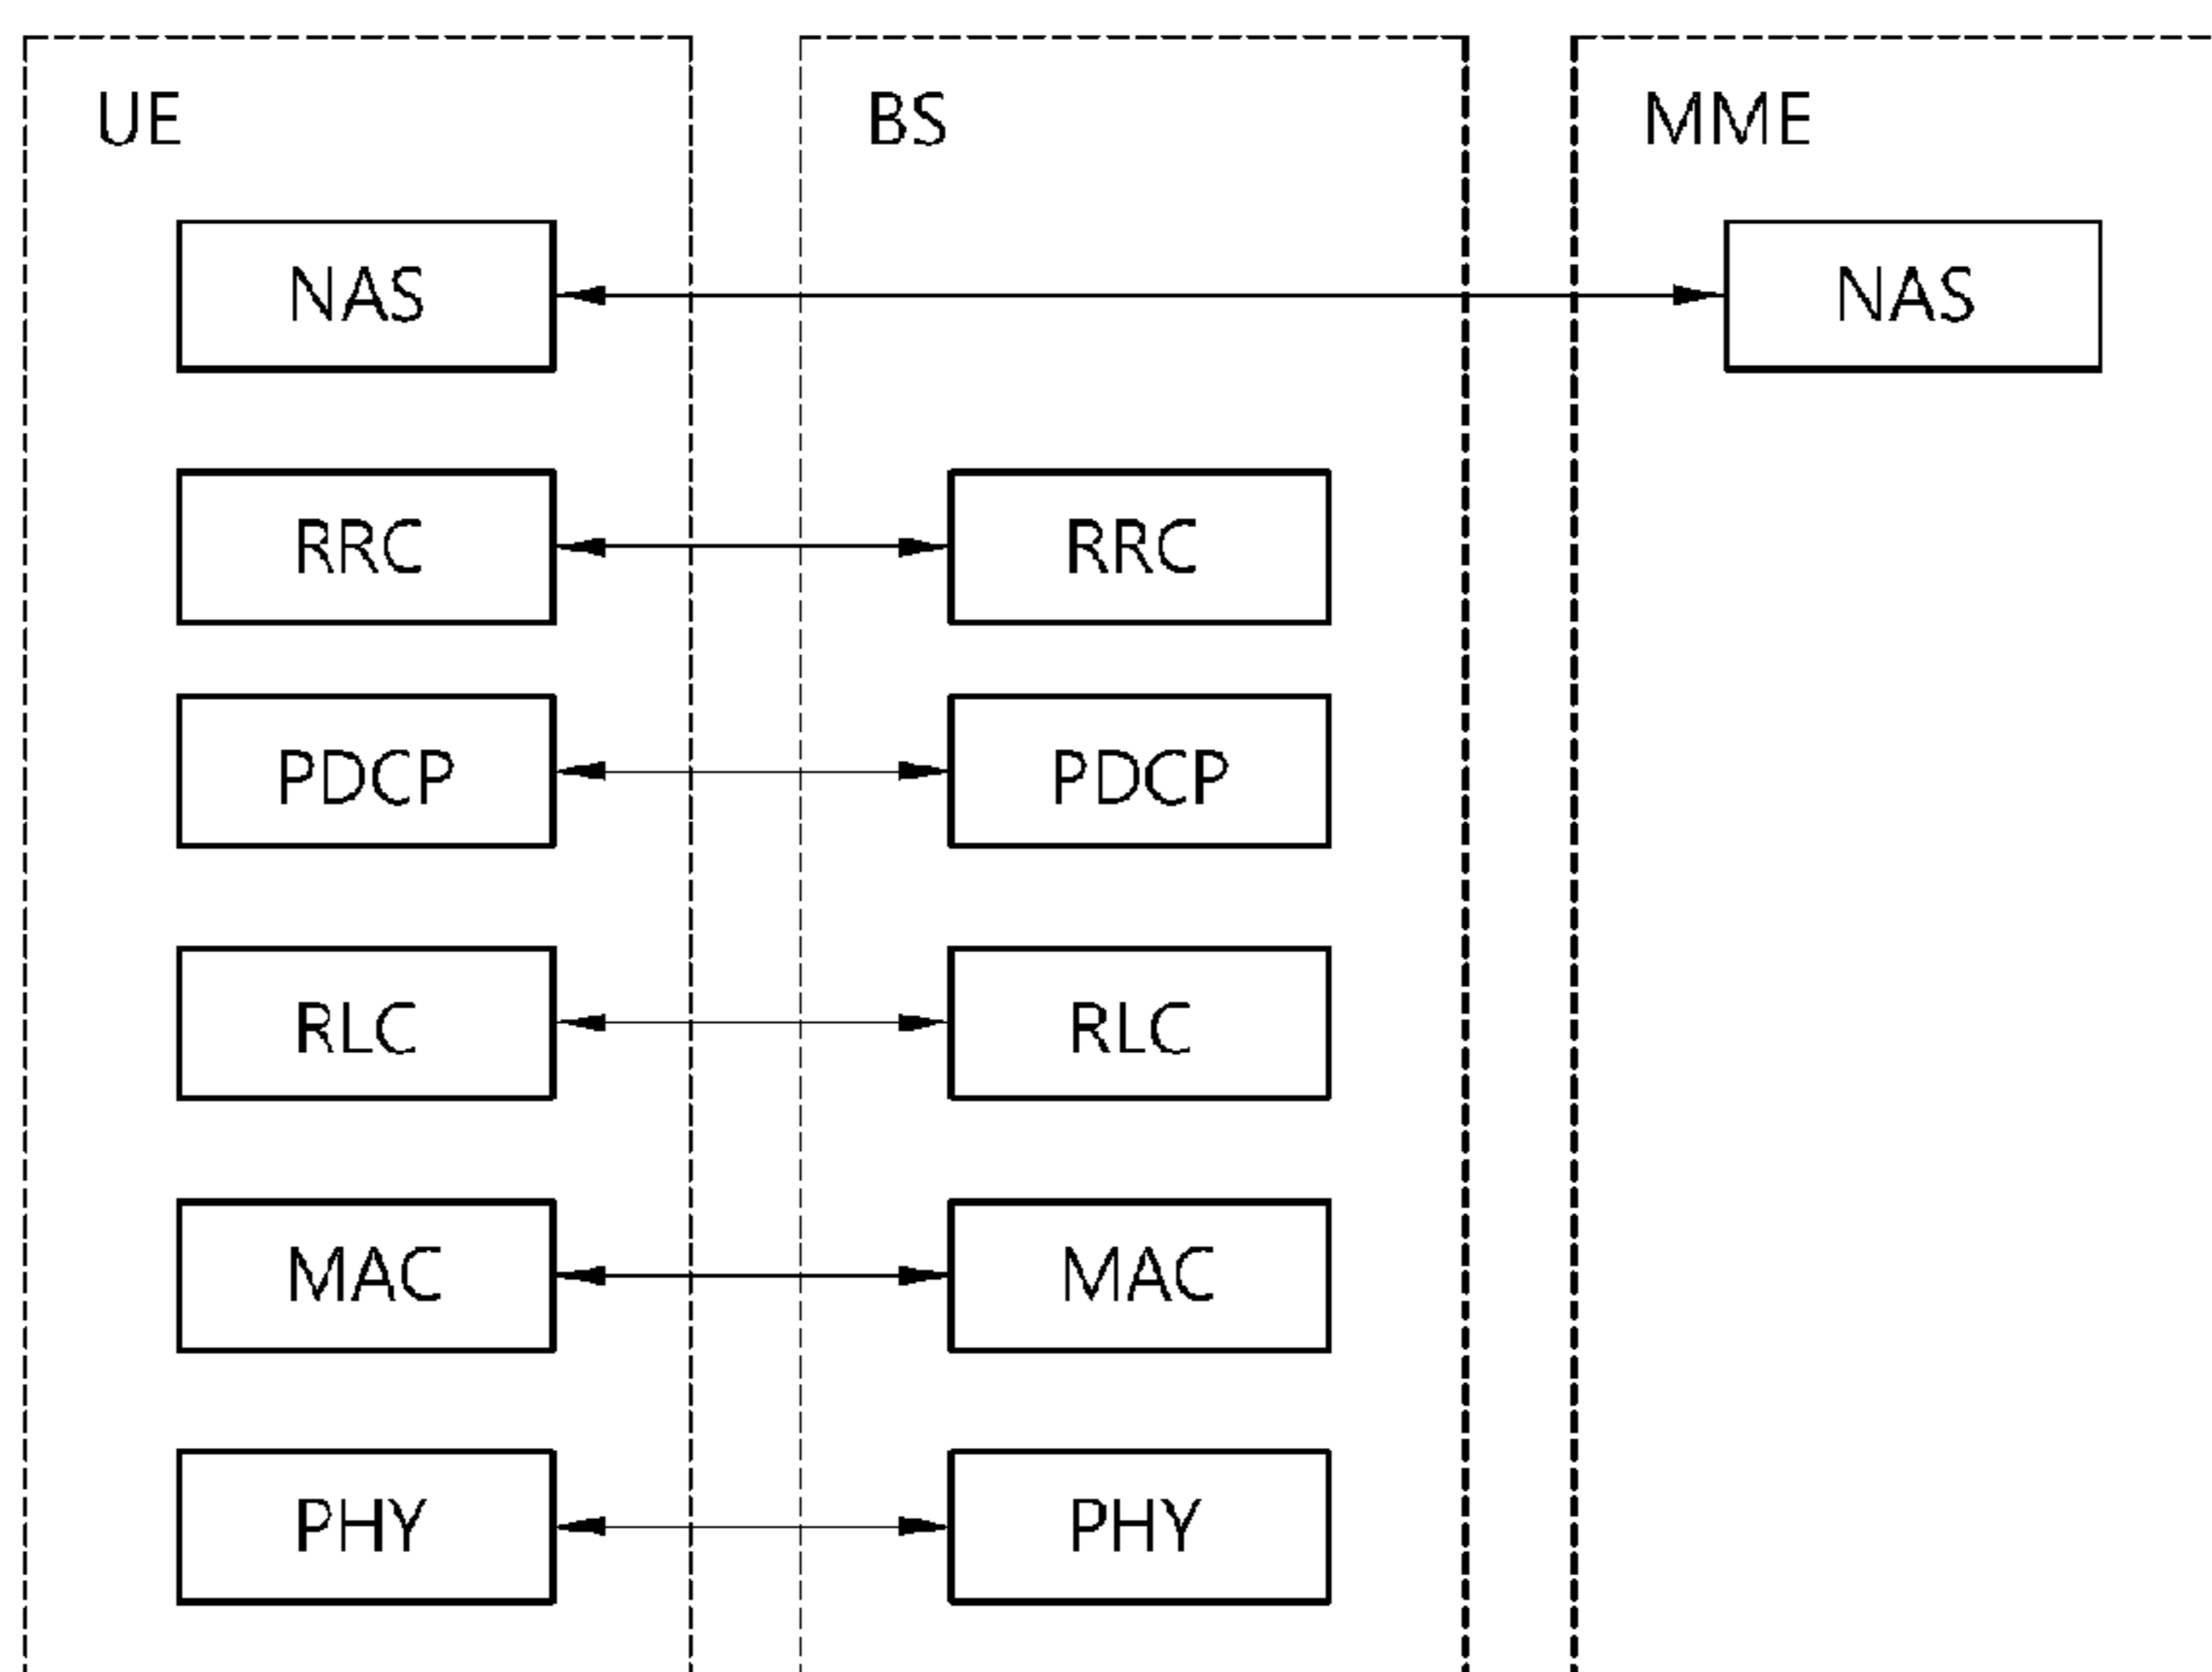 UE BS MME
NAS NAS
RRC RRC
PDCP PDCP
RLC RLC
MAC MAC
PHY PHY